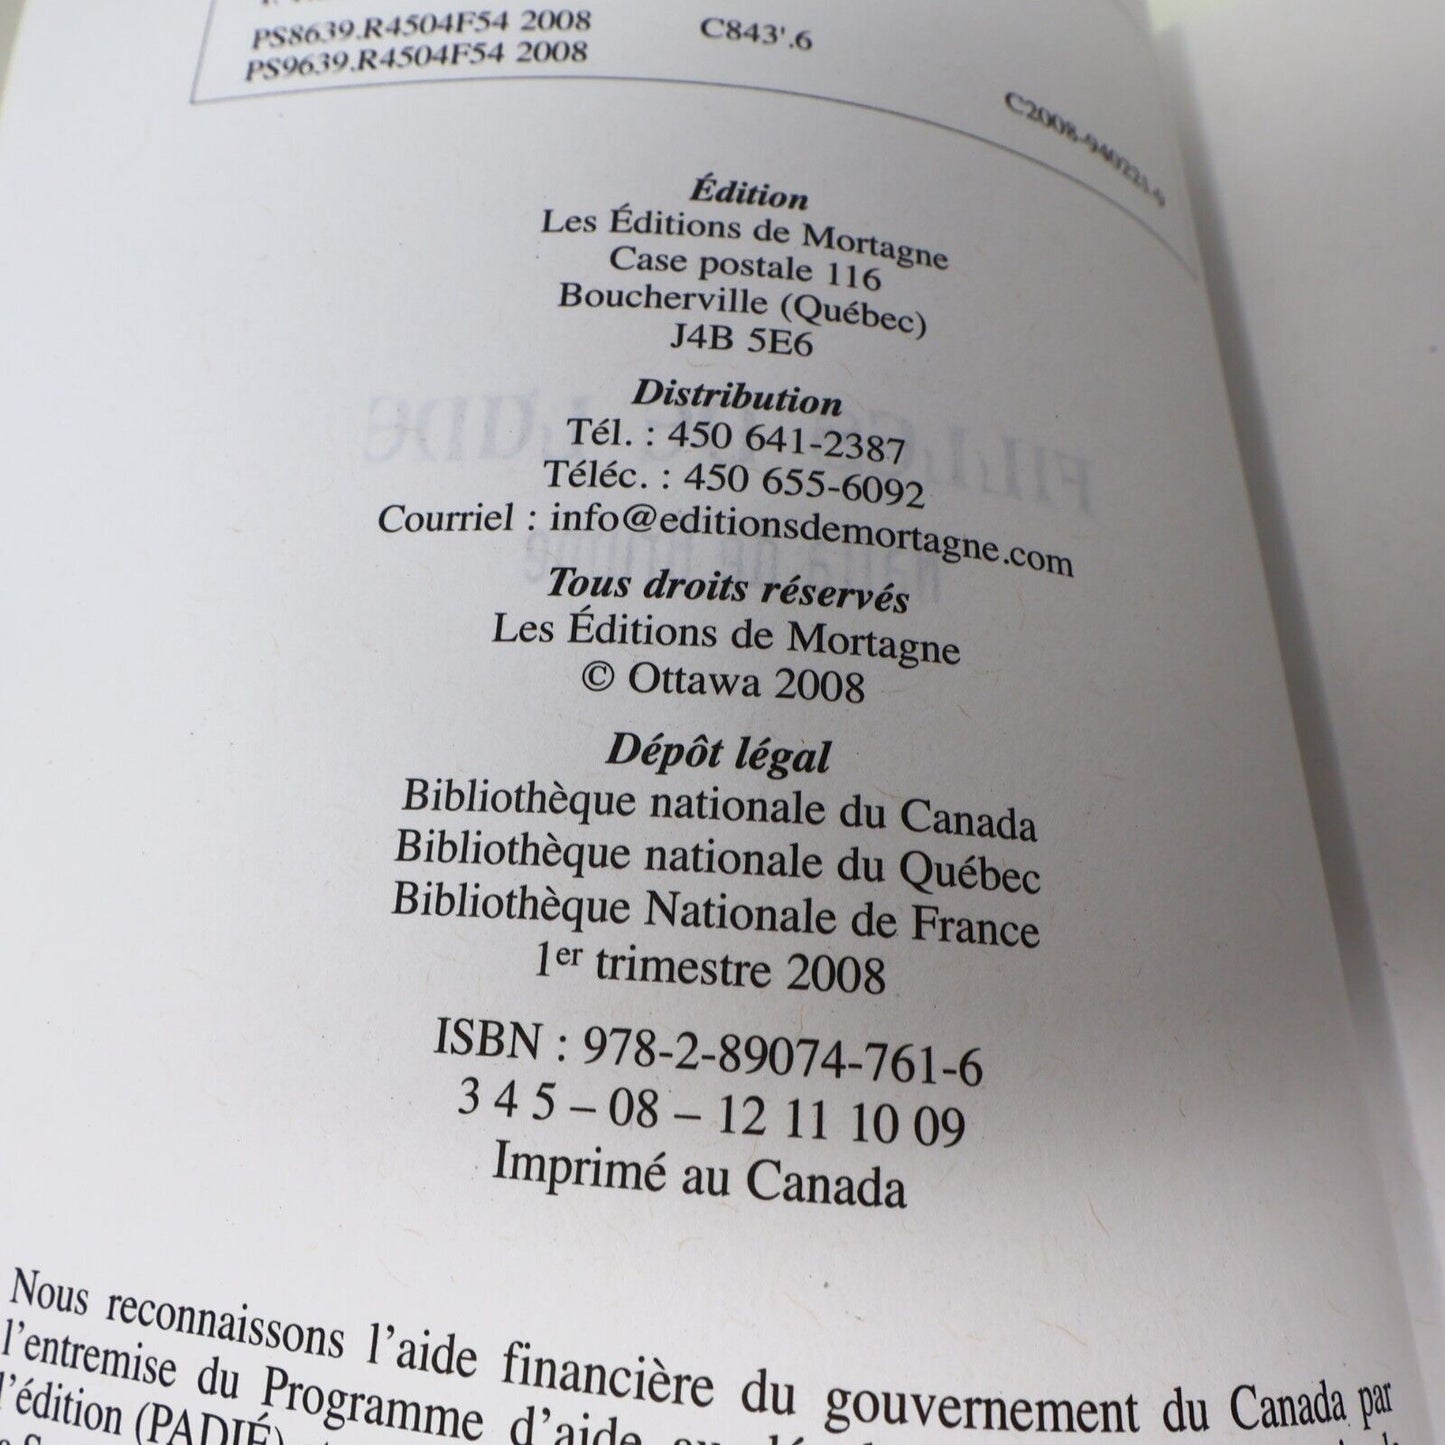 PS8639.R4504F54 2008
C843'.6
PS9639.R4504F54 2008
Édition
Les Éditions de Mortagne
Case postale 116
Boucherville (Québec)
J4B 5E6
Distribution
Tél. : 450 641-2387
Téléc. : 450 655-6092
Courriel : info@editionsdemortagne.com
Tous droits réservés
Les Éditions de Mortagne
© Ottawa 2008
Dépôt légal
Bibliothèque nationale du Canada
Bibliothèque nationale du Québec
Bibliothèque Nationale de France
1er trimestre 2008
ISBN : 978-2-89074-761-6
3 4 5 – 08 – 12 11 10 09
Imprimé au Canada
Nous reconnaissons l'aide financière du gouvernement du Canada par
l'entremise du Programme d'aide au
l'édition (PADIÉ)